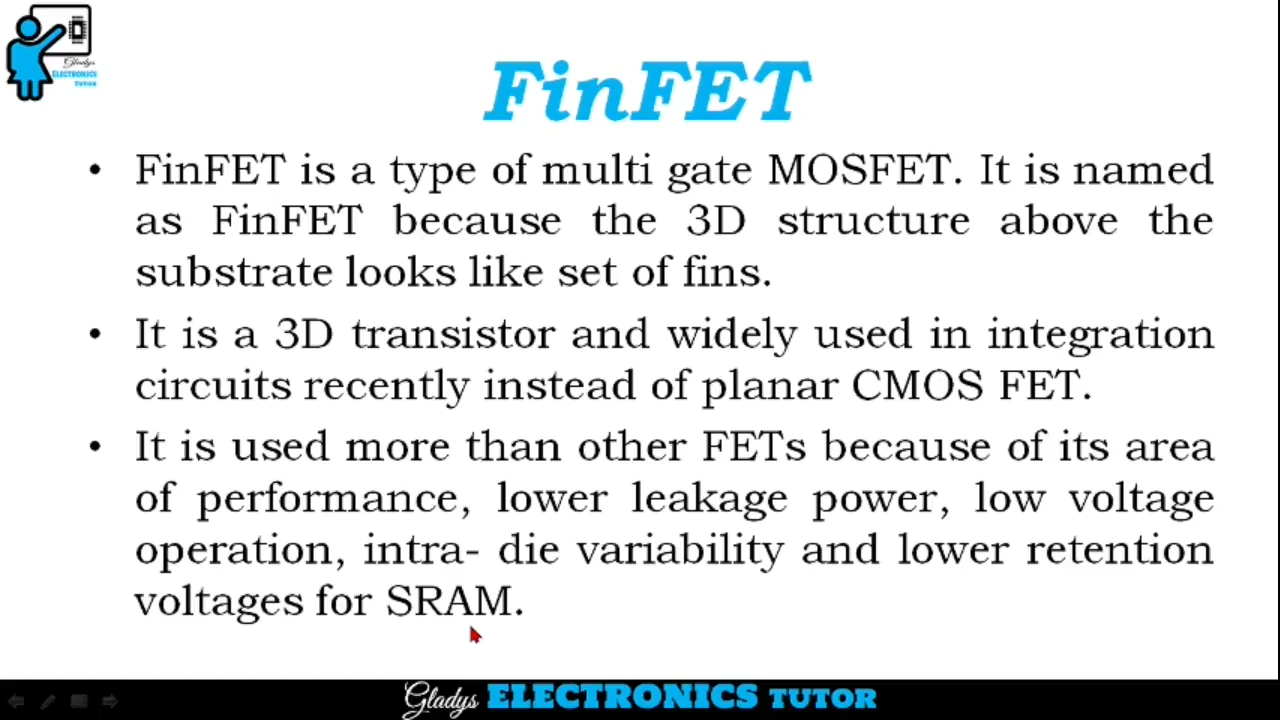 Gladys
ELECTRONICS
TUTOR
FinFET
• FinFET is a type of multi gate MOSFET. It is named
as FinFET because the 3D structure above the
substrate looks like set of fins.
• It is a 3D transistor and widely used in integration
circuits recently instead of planar CMOS FET.
• It is used more than other FETs because of its area
of performance, lower leakage power, low voltage
operation, intra- die variability and lower retention
voltages for SRAM.
Gladys ELECTRONICS TUTOR